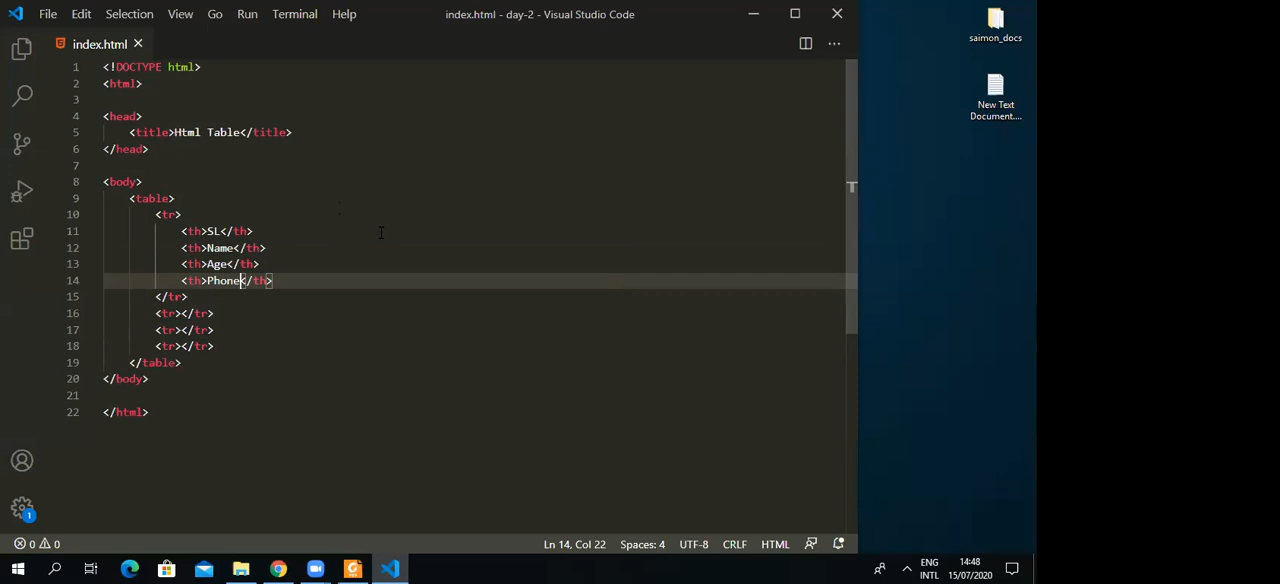 File Edit Selection View Go Run Terminal Help
index.html - day-2 - Visual Studio Code
index.html
1 <!DOCTYPE html>
2 <html>
3
4 <head>
5 <title>Html Table</title>
6 </head>
7
8 <body>
9 <table>
10 <tr>
11 <th>SL</th>
12 <th>Name</th>
13 <th>Age</th>
14 <th>Phone</th>
15 </tr>
16 <tr></tr>
17 <tr></tr>
18 <tr></tr>
19 </table>
20 </body>
21
22 </html>
saimon_docs
New Text
Document....
1
0 0
Ln 14, Col 22 Spaces: 4 UTF-8 CRLF HTML
ENG
INTL
14:48
15/07/2020